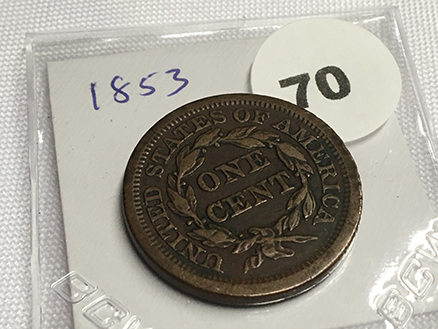 1853
70
UNITED STATES OF AMERICA
ONE
CENT